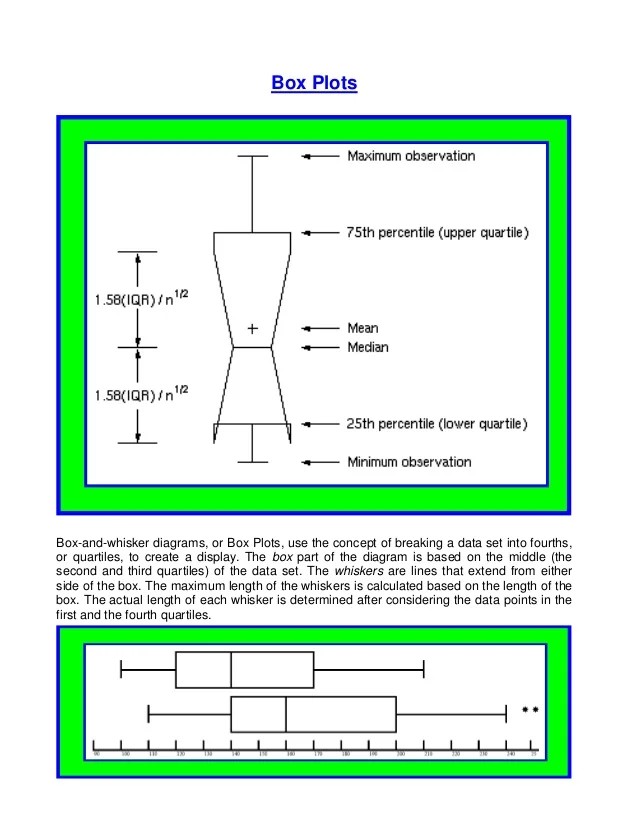 Box Plots
Maximum observation
75th percentile (upper quartile)
1.58(IQR) / n^1/2
Mean
Median
1.58(IQR) / n^1/2
25th percentile (lower quartile)
Minimum observation
Box-and-whisker diagrams, or Box Plots, use the concept of breaking a data set into fourths,
or quartiles, to create a display. The box part of the diagram is based on the middle (the
second and third quartiles) of the data set. The whiskers are lines that extend from either
side of the box. The maximum length of the whiskers is calculated based on the length of the
box. The actual length of each whisker is determined after considering the data points in the
first and the fourth quartiles.
90 100 110 120 130 140 150 160 170 180 190 200 210 220 230 240 25